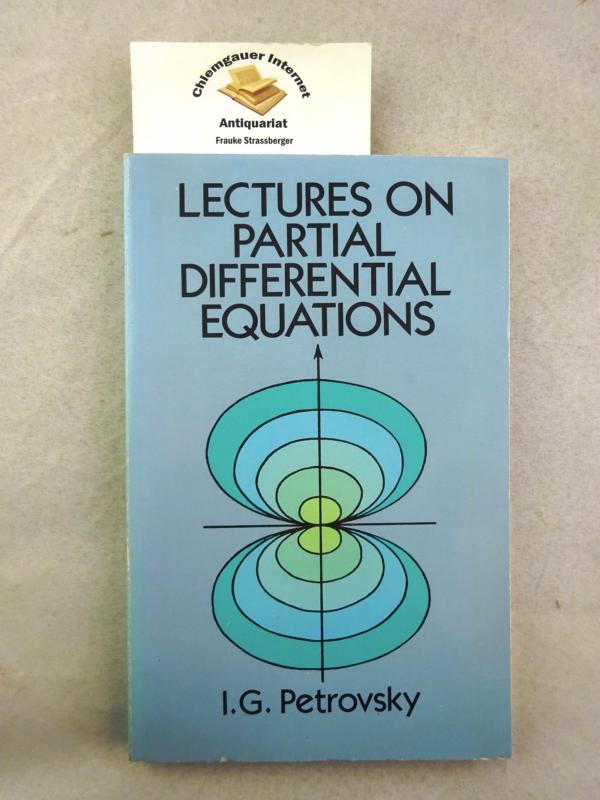 Chiemgauer Internet
Antiquariat
Frauke Strassberger
LECTURES ON
PARTIAL
DIFFERENTIAL
EQUATIONS
I.G. Petrovsky